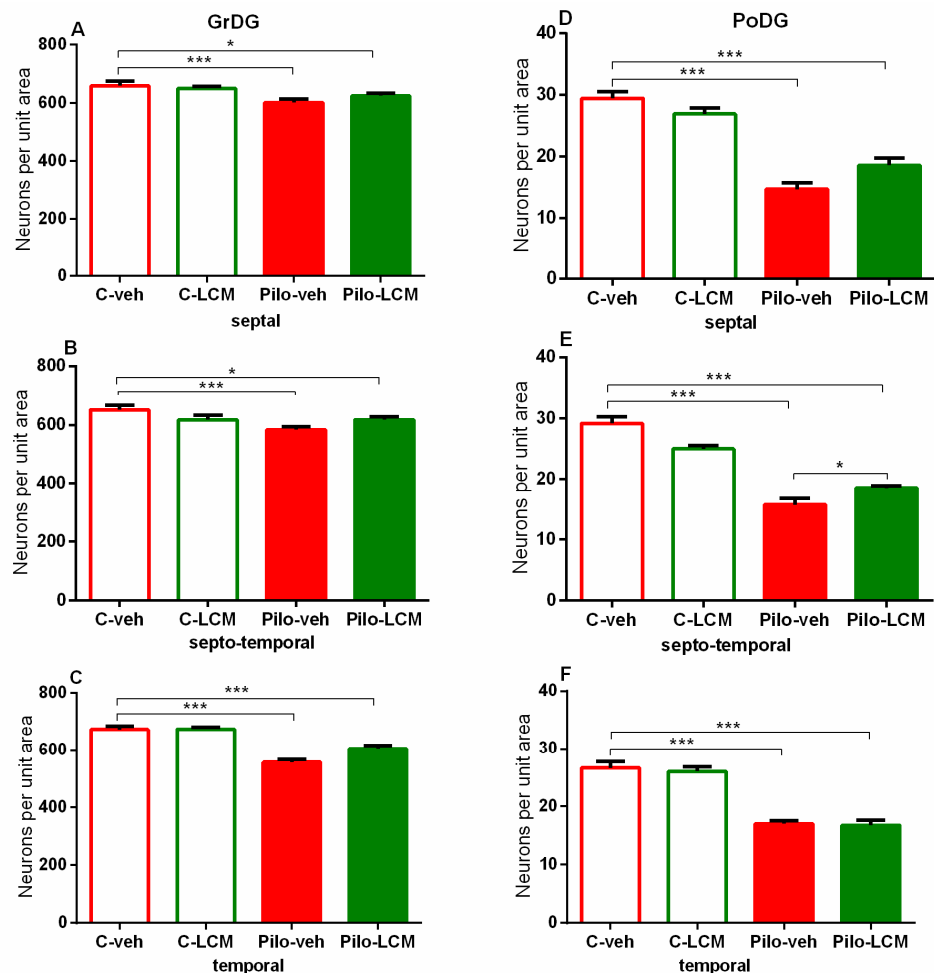 GrDG
A
Neurons per unit area
800
600
400
200
0
*
***
C-veh C-LCM Pilo-veh Pilo-LCM
septal
PoDG
D
Neurons per unit area
40
30
20
10
0
***
***
C-veh C-LCM Pilo-veh Pilo-LCM
septal
B
Neurons per unit area
800
600
400
200
0
*
***
C-veh C-LCM Pilo-veh Pilo-LCM
septo-temporal
E
Neurons per unit area
40
30
20
10
0
***
***
*
C-veh C-LCM Pilo-veh Pilo-LCM
septo-temporal
C
Neurons per unit area
800
600
400
200
0
***
***
C-veh C-LCM Pilo-veh Pilo-LCM
temporal
F
Neurons per unit area
40
30
20
10
0
***
***
C-veh C-LCM Pilo-veh Pilo-LCM
temporal